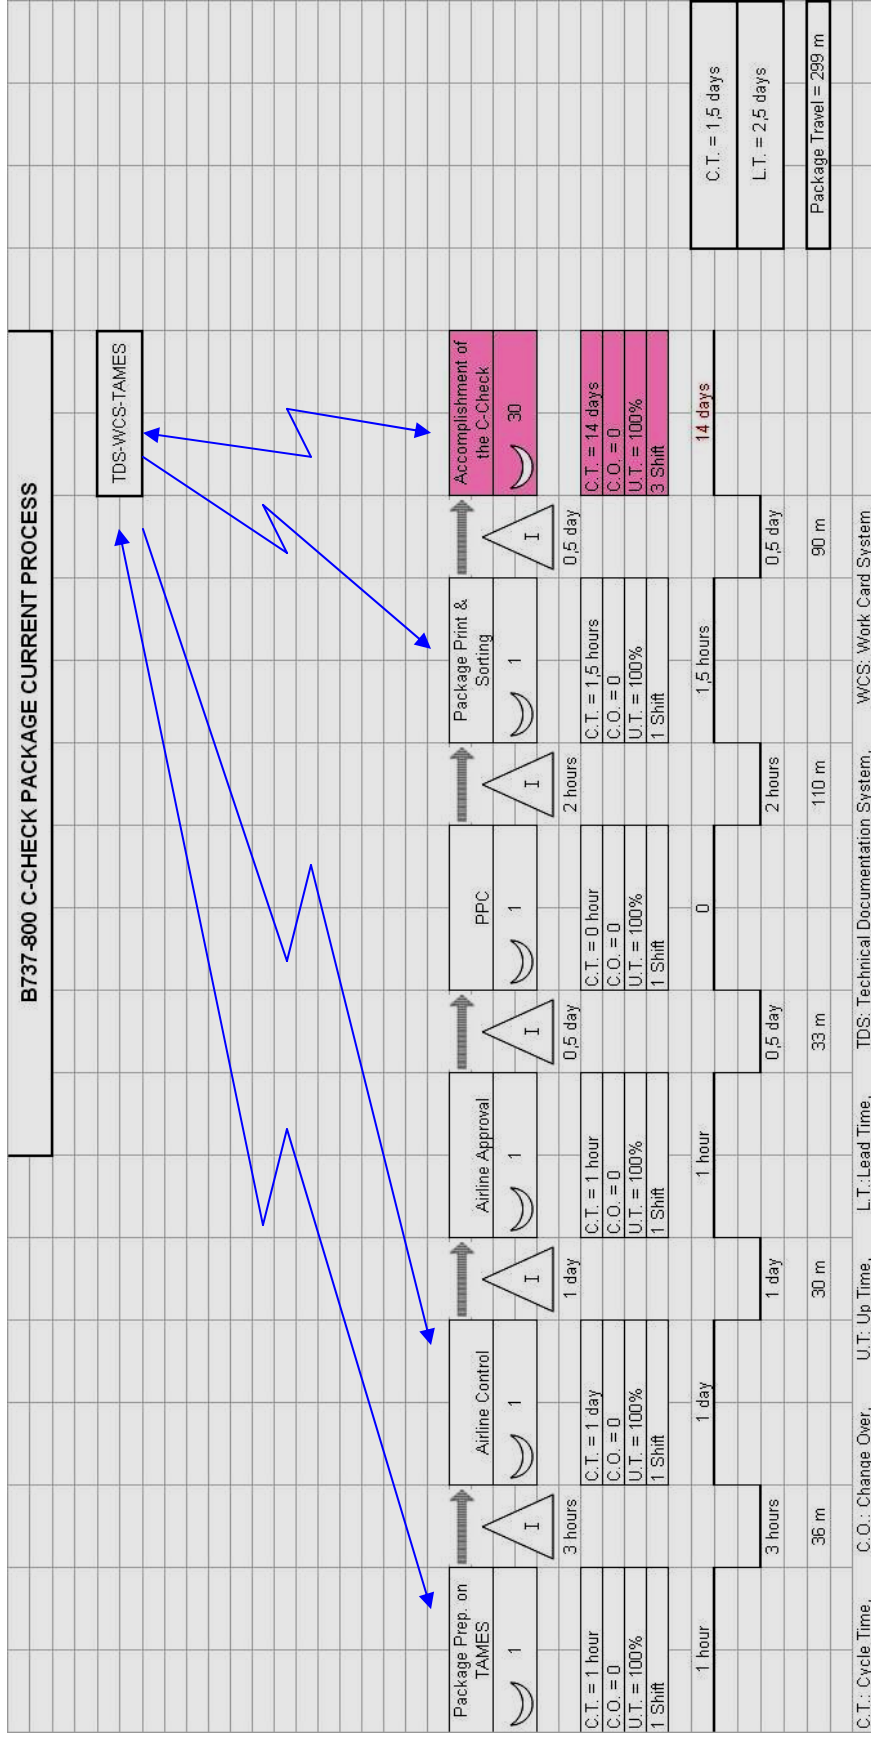 B737-800 C-CHECK PACKAGE CURRENT PROCESS
TDS-WCS-TAMES
Package Prep. on
TAMES
1
C.T. = 1 hour
C.O. = 0
U.T. = 100%
1 Shift
I
3 hours
Airline Control
1
C.T. = 1 day
C.O. = 0
U.T. = 100%
1 Shift
I
1 day
Airline Approval
1
C.T. = 1 hour
C.O. = 0
U.T. = 100%
1 Shift
I
0,5 day
PPC
1
C.T. = 0 hour
C.O. = 0
U.T. = 100%
1 Shift
I
2 hours
Package Print &
Sorting
1
C.T. = 1,5 hours
C.O. = 0
U.T. = 100%
1 Shift
I
0,5 day
Accomplishment of
the C-Check
30
C.T. = 14 days
C.O. = 0
U.T. = 100%
3 Shift
1 hour
3 hours
1 day
1 day
1 hour
0,5 day
0
2 hours
1,5 hours
0,5 day
14 days
C.T. = 1,5 days
L.T. = 2,5 days
36 m
30 m
33 m
110 m
90 m
Package Travel = 299 m
C.T.: Cycle Time, C.O.: Change Over, U.T: Up Time, L.T.:Lead Time, TDS: Technical Documentation System, WCS: Work Card System